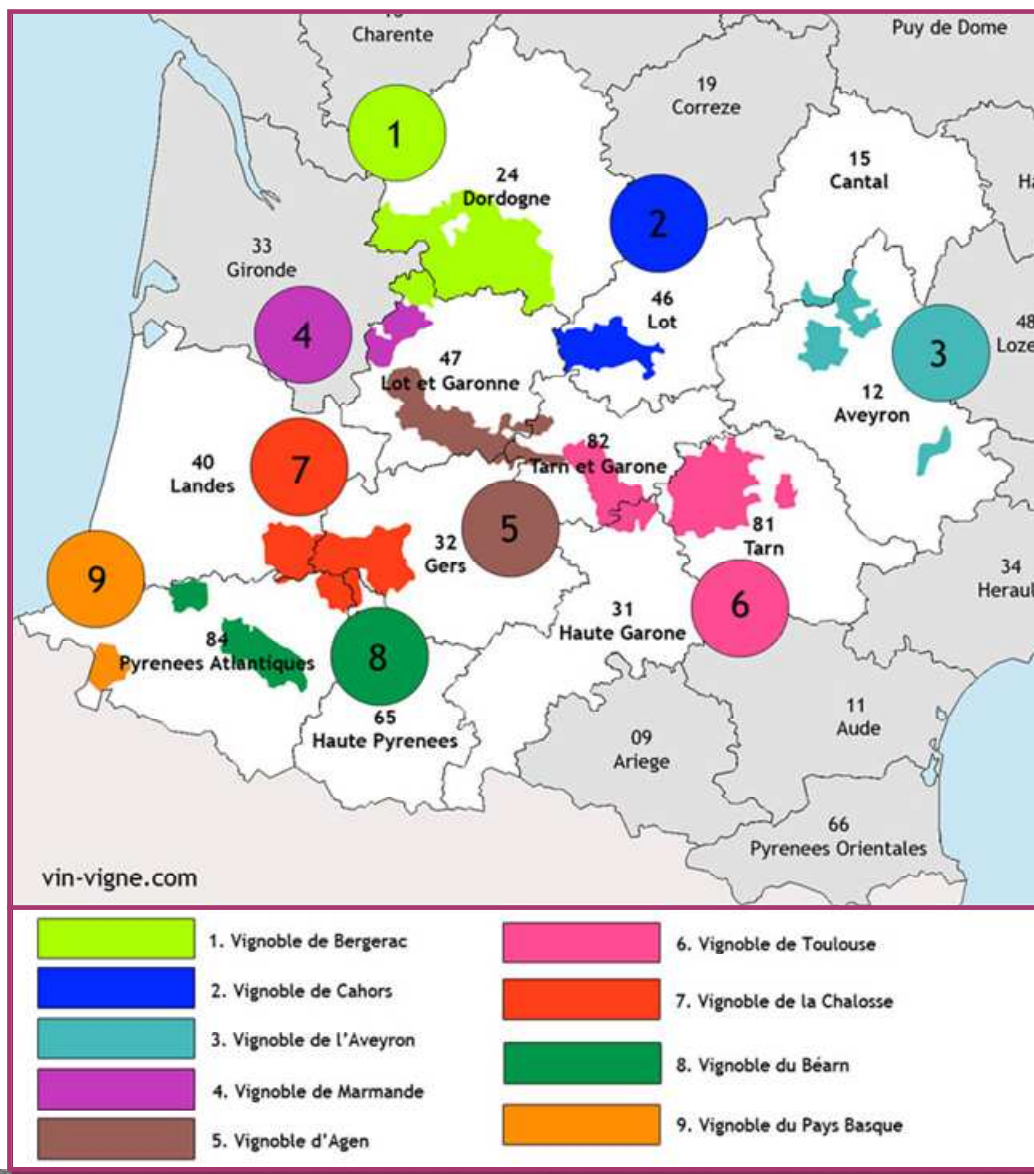 Charente
Puy de Dome
19
Correze
1
15
Cantal
24
Dordogne
2
33
Gironde
46
Lot
4
48
3
47
Lot et Garonne
12
Aveyron
82
Tarn et Garone
40
Landes
7
5
32
Gers
81
Tarn
34
Heraul
9
31
Haute Garone
6
84
Pyrenees Atlantiques
8
65
Haute Pyrenees
11
Aude
09
Ariege
66
Pyrenees Orientales
vin-vigne.com
1. Vignoble de Bergerac
2. Vignoble de Cahors
3. Vignoble de l'Aveyron
4. Vignoble de Marmande
5. Vignoble d'Agen
6. Vignoble de Toulouse
7. Vignoble de la Chalosse
8. Vignoble du Béarn
9. Vignoble du Pays Basque